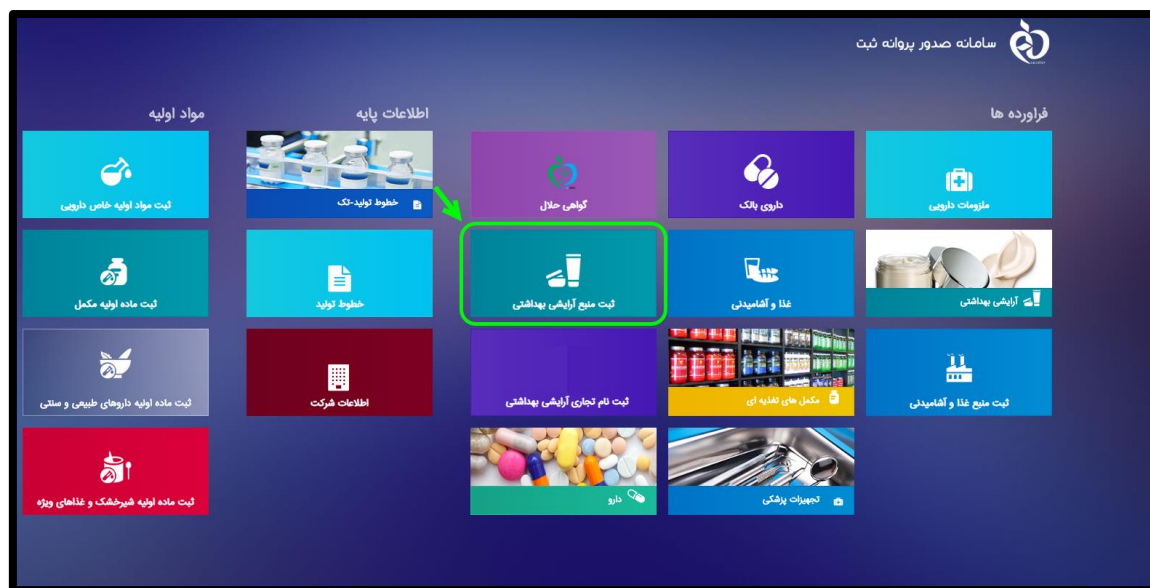 سامانه صدور پروانه ثبت
فراورده ها
ملزومات دارویی
داروی بالک
گواهی حلال
آرایشی بهداشتی
غذا و آشامیدنی
ثبت منبع آرایشی بهداشتی
ثبت منبع غذا و آشامیدنی
مکمل های تغذیه ای
ثبت نام تجاری آرایشی بهداشتی
تجهیزات پزشکی
دارو
اطلاعات پایه
خطوط تولید-تک
خطوط تولید
اطلاعات شرکت
مواد اولیه
ثبت مواد اولیه خاص دارویی
ثبت ماده اولیه مکمل
ثبت ماده اولیه داروهای طبیعی و سنتی
ثبت ماده اولیه شیرخشک و غذاهای ویژه